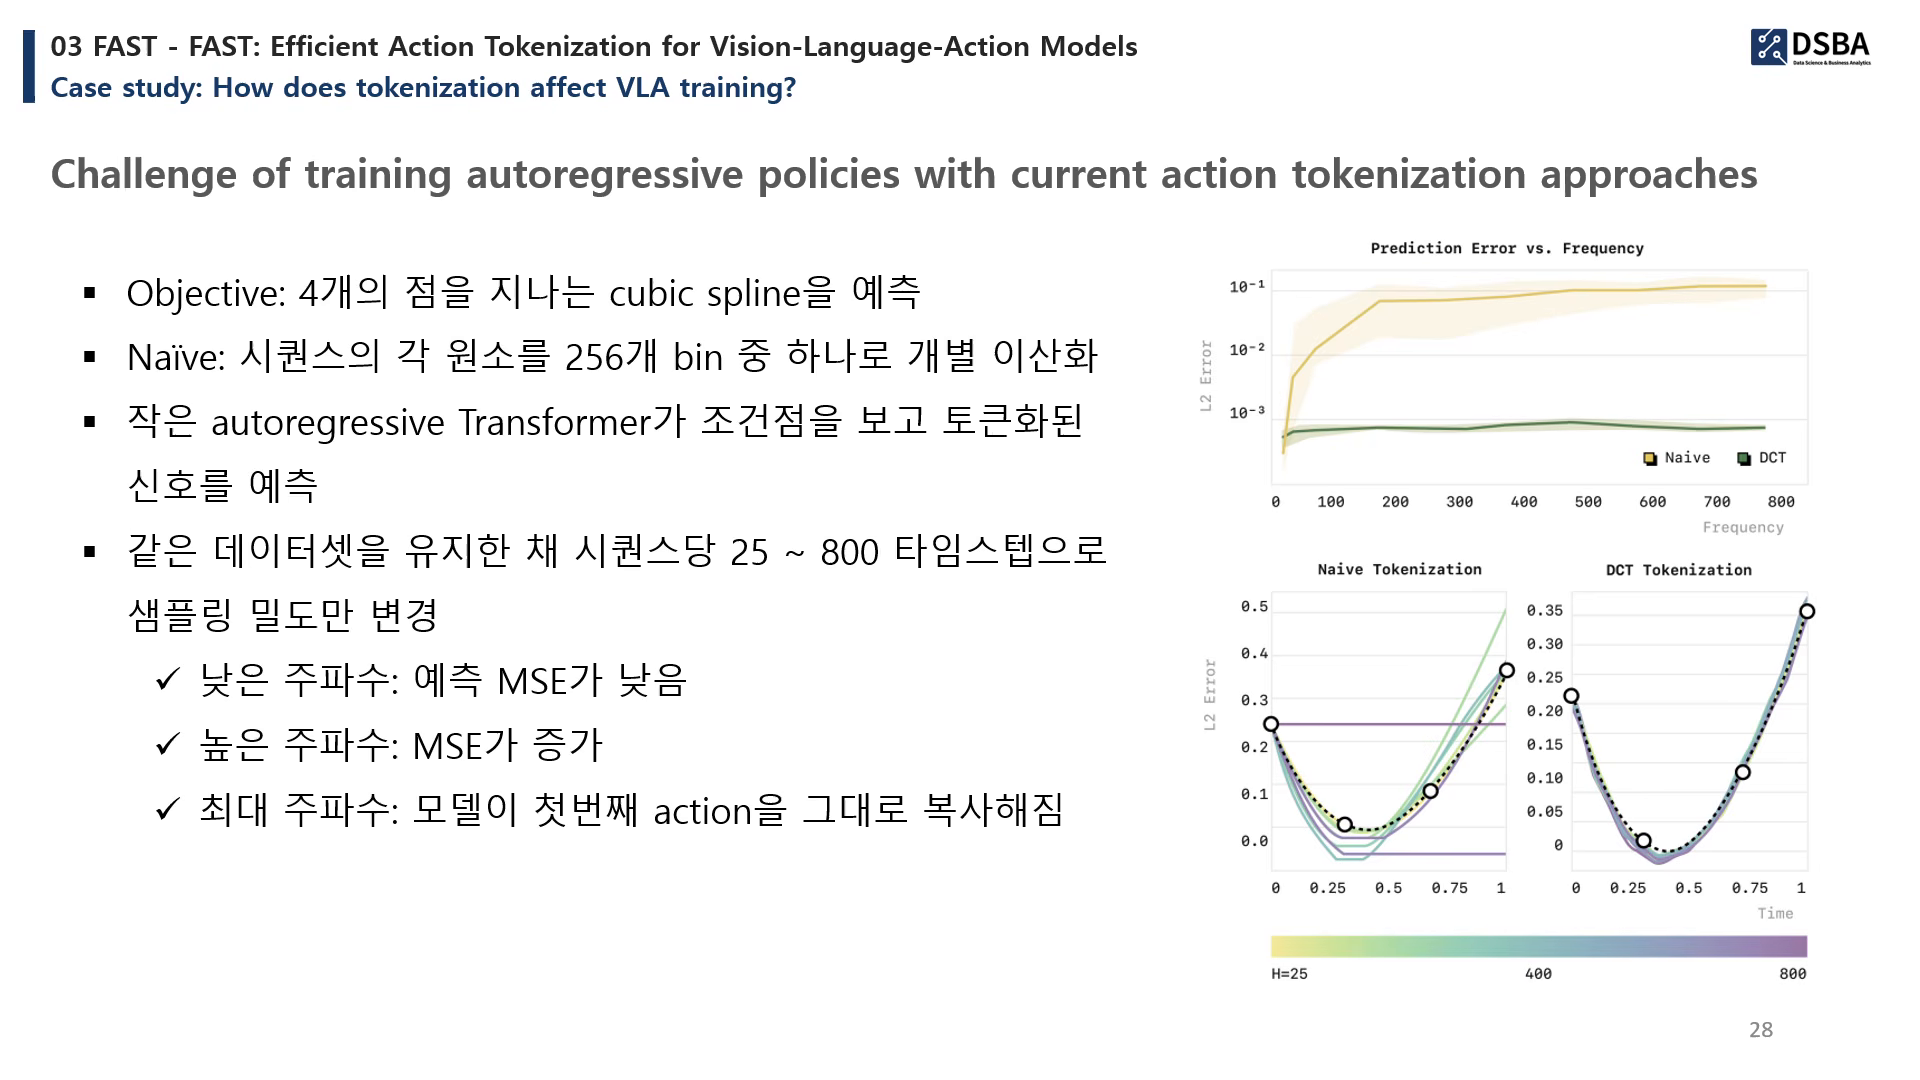 03 FAST - FAST: Efficient Action Tokenization for Vision-Language-Action Models
Case study: How does tokenization affect VLA training?
DSBA
Data Science & Business Analytics
Challenge of training autoregressive policies with current action tokenization approaches
▪ Objective: 4개의 점을 지나는 cubic spline을 예측
▪ Naïve: 시퀀스의 각 원소를 256개 bin 중 하나로 개별 이산화
▪ 작은 autoregressive Transformer가 조건점을 보고 토큰화된
신호를 예측
▪ 같은 데이터셋을 유지한 채 시퀀스당 25 ~ 800 타임스텝으로
샘플링 밀도만 변경
✓ 낮은 주파수: 예측 MSE가 낮음
✓ 높은 주파수: MSE가 증가
✓ 최대 주파수: 모델이 첫번째 action을 그대로 복사해짐
Prediction Error vs. Frequency
L2 Error
10⁻¹
10⁻²
10⁻³
Naive DCT
0 100 200 300 400 500 600 700 800
Frequency
Naive Tokenization
L2 Error
0.5
0.4
0.3
0.2
0.1
0.0
0 0.25 0.5 0.75 1
DCT Tokenization
0.35
0.30
0.25
0.20
0.15
0.10
0.05
0
0 0.25 0.5 0.75 1
Time
H=25 400 800
28